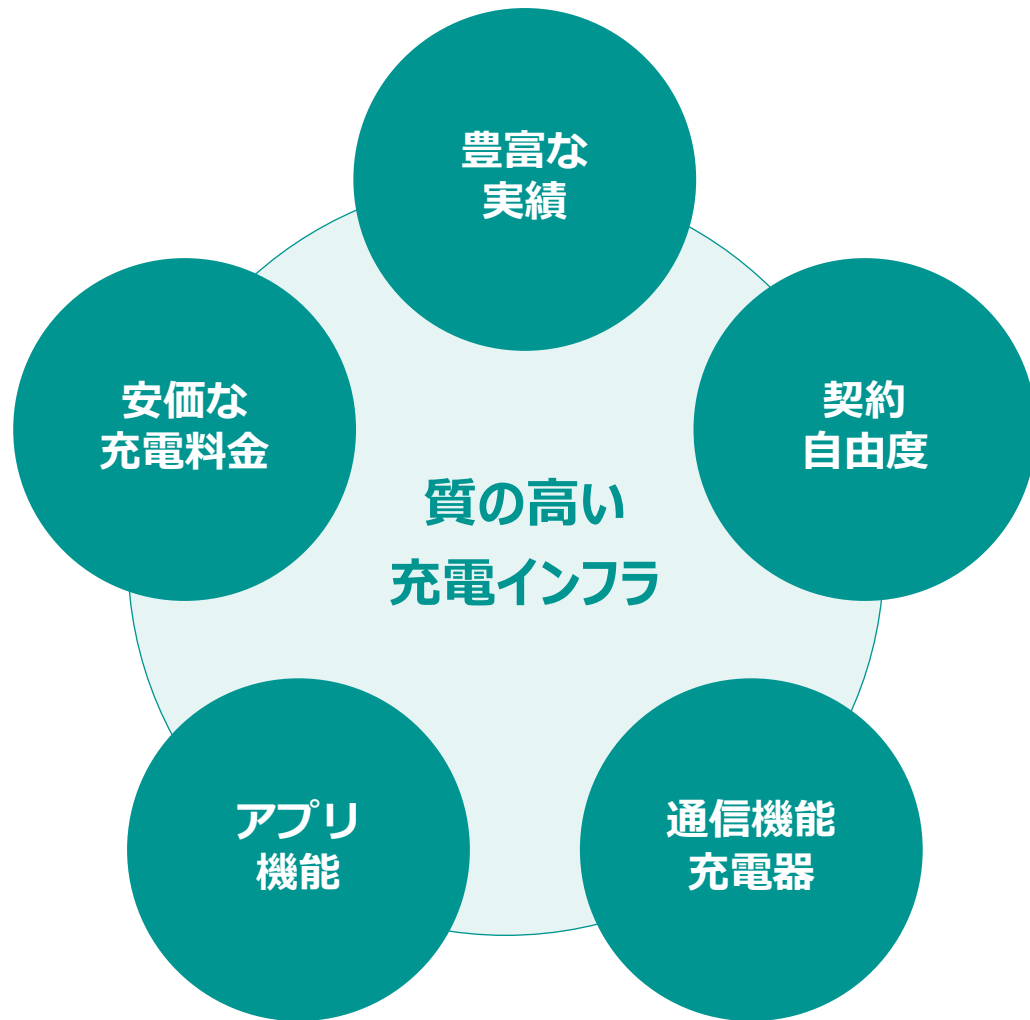 豊富な
実績
安価な
充電料金
契約
自由度
質の高い
充電インフラ
アプリ
機能
通信機能
充電器